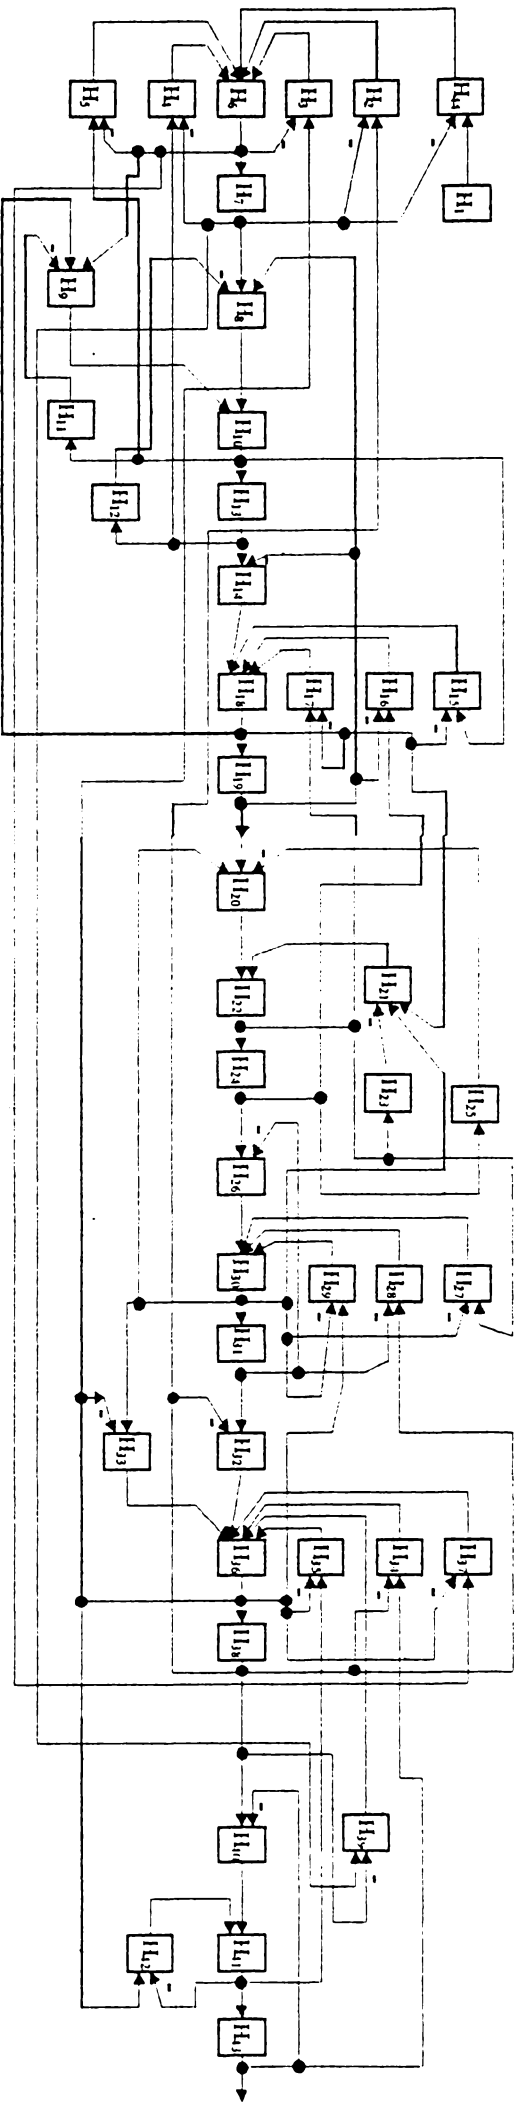 H₁
H₄₄
H₂
H₃
H₆
H₄
H₅
H₇
H₈
H₉
H₁₀
H₁₁
H₁₂
H₁₃
H₁₄
H₁₅
H₁₆
H₁₇
H₁₈
H₁₉
H₂₀
H₂₁
H₂₂
H₂₃
H₂₄
H₂₅
H₂₆
H₂₇
H₂₈
H₂₉
H₃₀
H₃₁
H₃₂
H₃₃
H₃₇
H₃₄
H₃₅
H₃₆
H₃₈
H₃₉
H₄₀
H₄₁
H₄₂
H₄₃